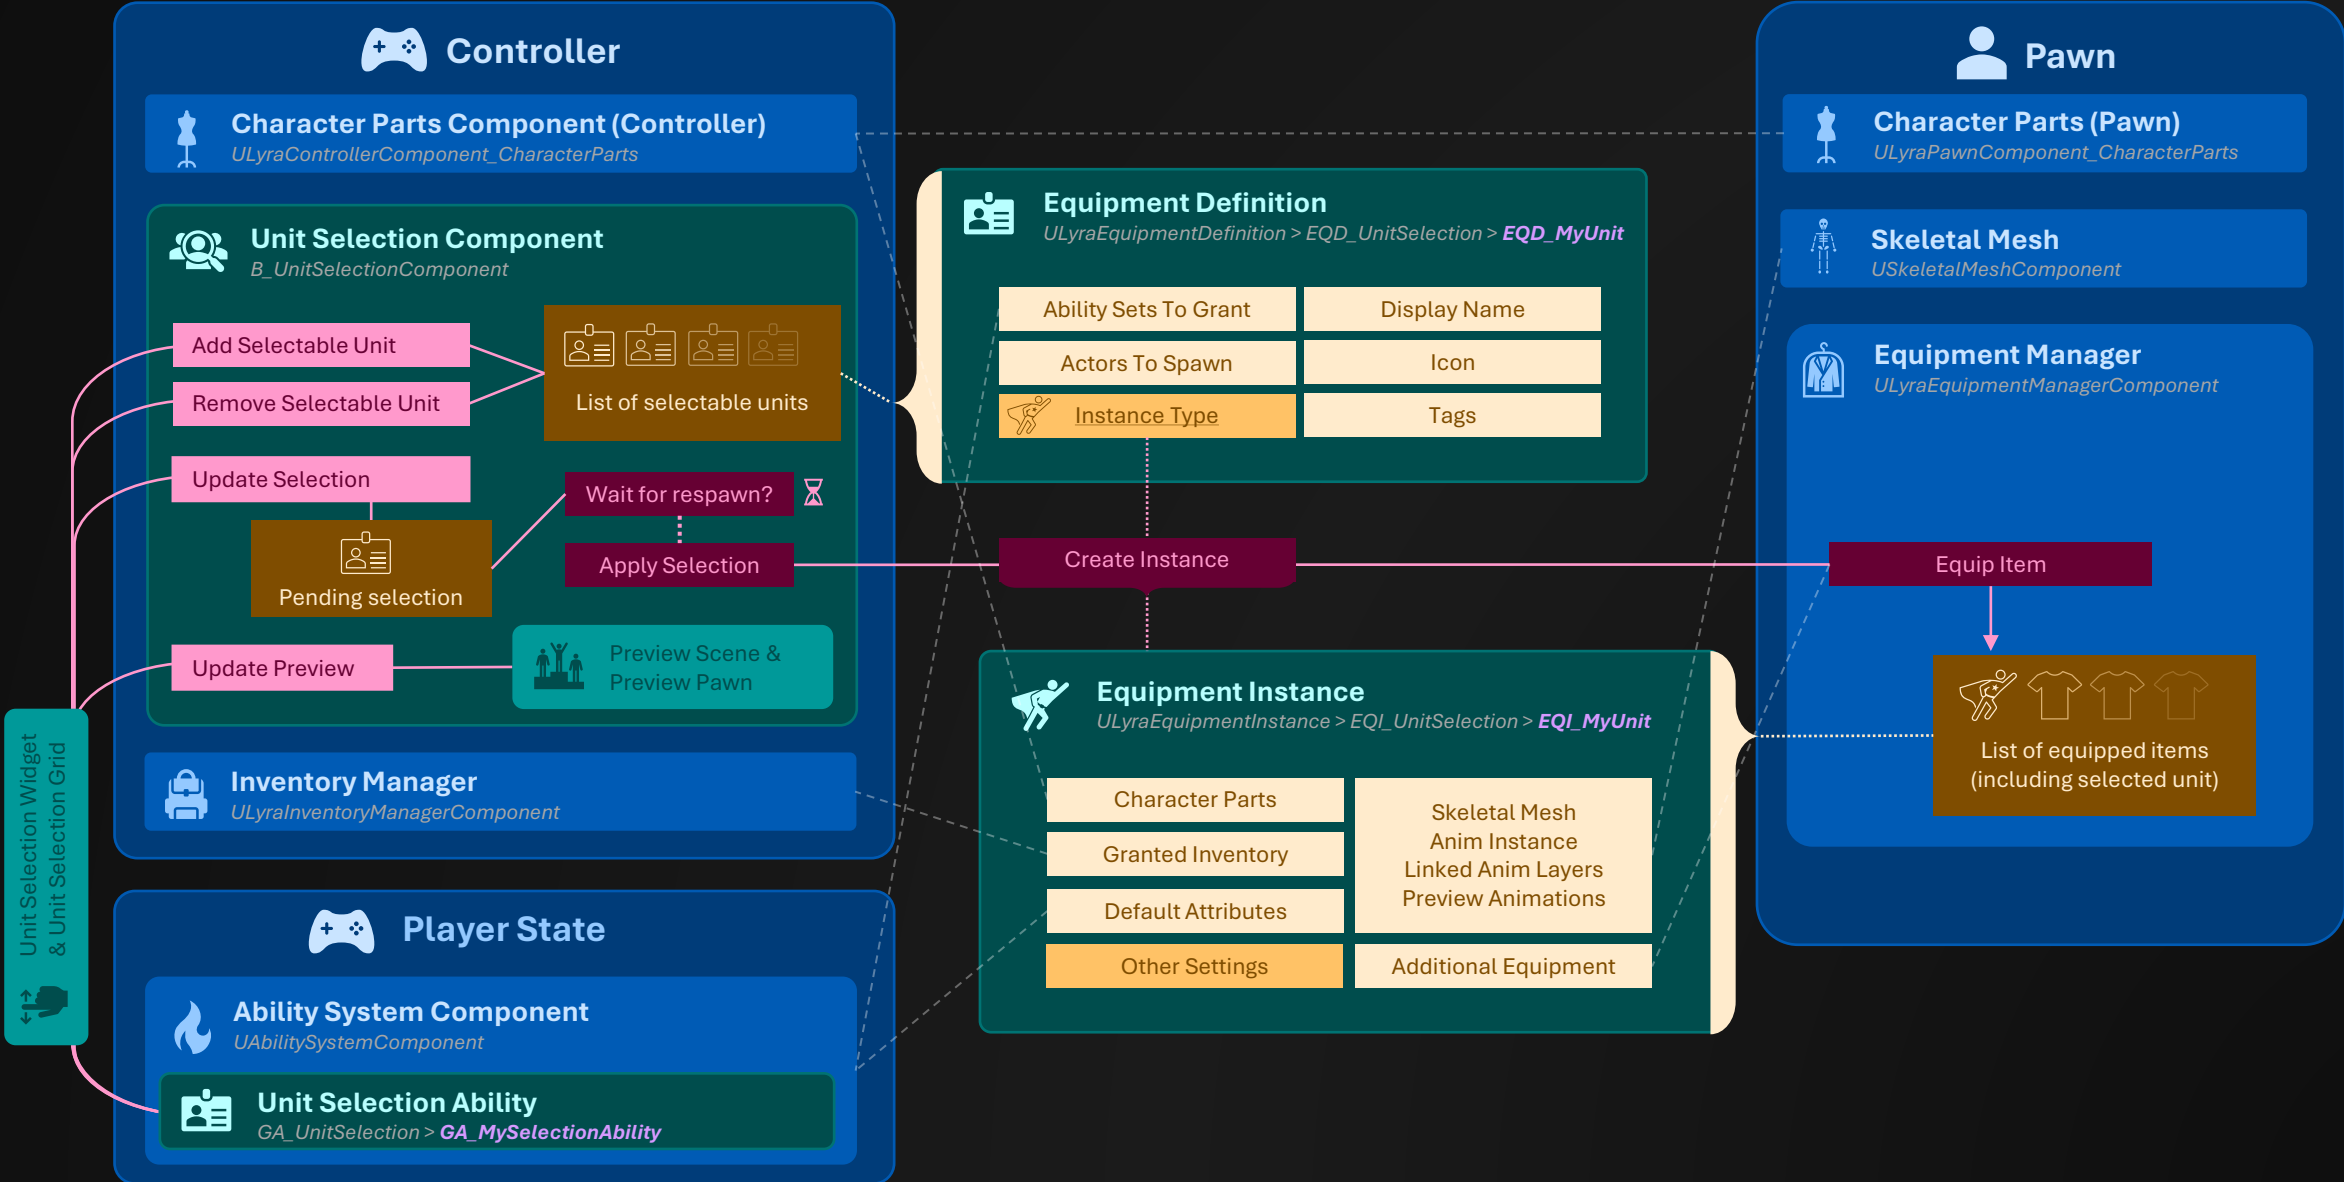 Controller
Character Parts Component (Controller)
ULyraControllerComponent_CharacterParts
Unit Selection Component
B_UnitSelectionComponent
Add Selectable Unit
Remove Selectable Unit
List of selectable units
Update Selection
Pending selection
Wait for respawn?
Apply Selection
Update Preview
Preview Scene &
Preview Pawn
Inventory Manager
ULyraInventoryManagerComponent
Unit Selection Widget
& Unit Selection Grid
Player State
Ability System Component
UAbilitySystemComponent
Unit Selection Ability
GA_UnitSelection > GA_MySelectionAbility
Equipment Definition
ULyraEquipmentDefinition > EQD_UnitSelection > EQD_MyUnit
Ability Sets To Grant
Display Name
Actors To Spawn
Icon
Instance Type
Tags
Create Instance
Equipment Instance
ULyraEquipmentInstance > EQI_UnitSelection > EQI_MyUnit
Character Parts
Granted Inventory
Default Attributes
Other Settings
Skeletal Mesh
Anim Instance
Linked Anim Layers
Preview Animations
Additional Equipment
Pawn
Character Parts (Pawn)
ULyraPawnComponent_CharacterParts
Skeletal Mesh
USkeletalMeshComponent
Equipment Manager
ULyraEquipmentManagerComponent
Equip Item
List of equipped items
(including selected unit)